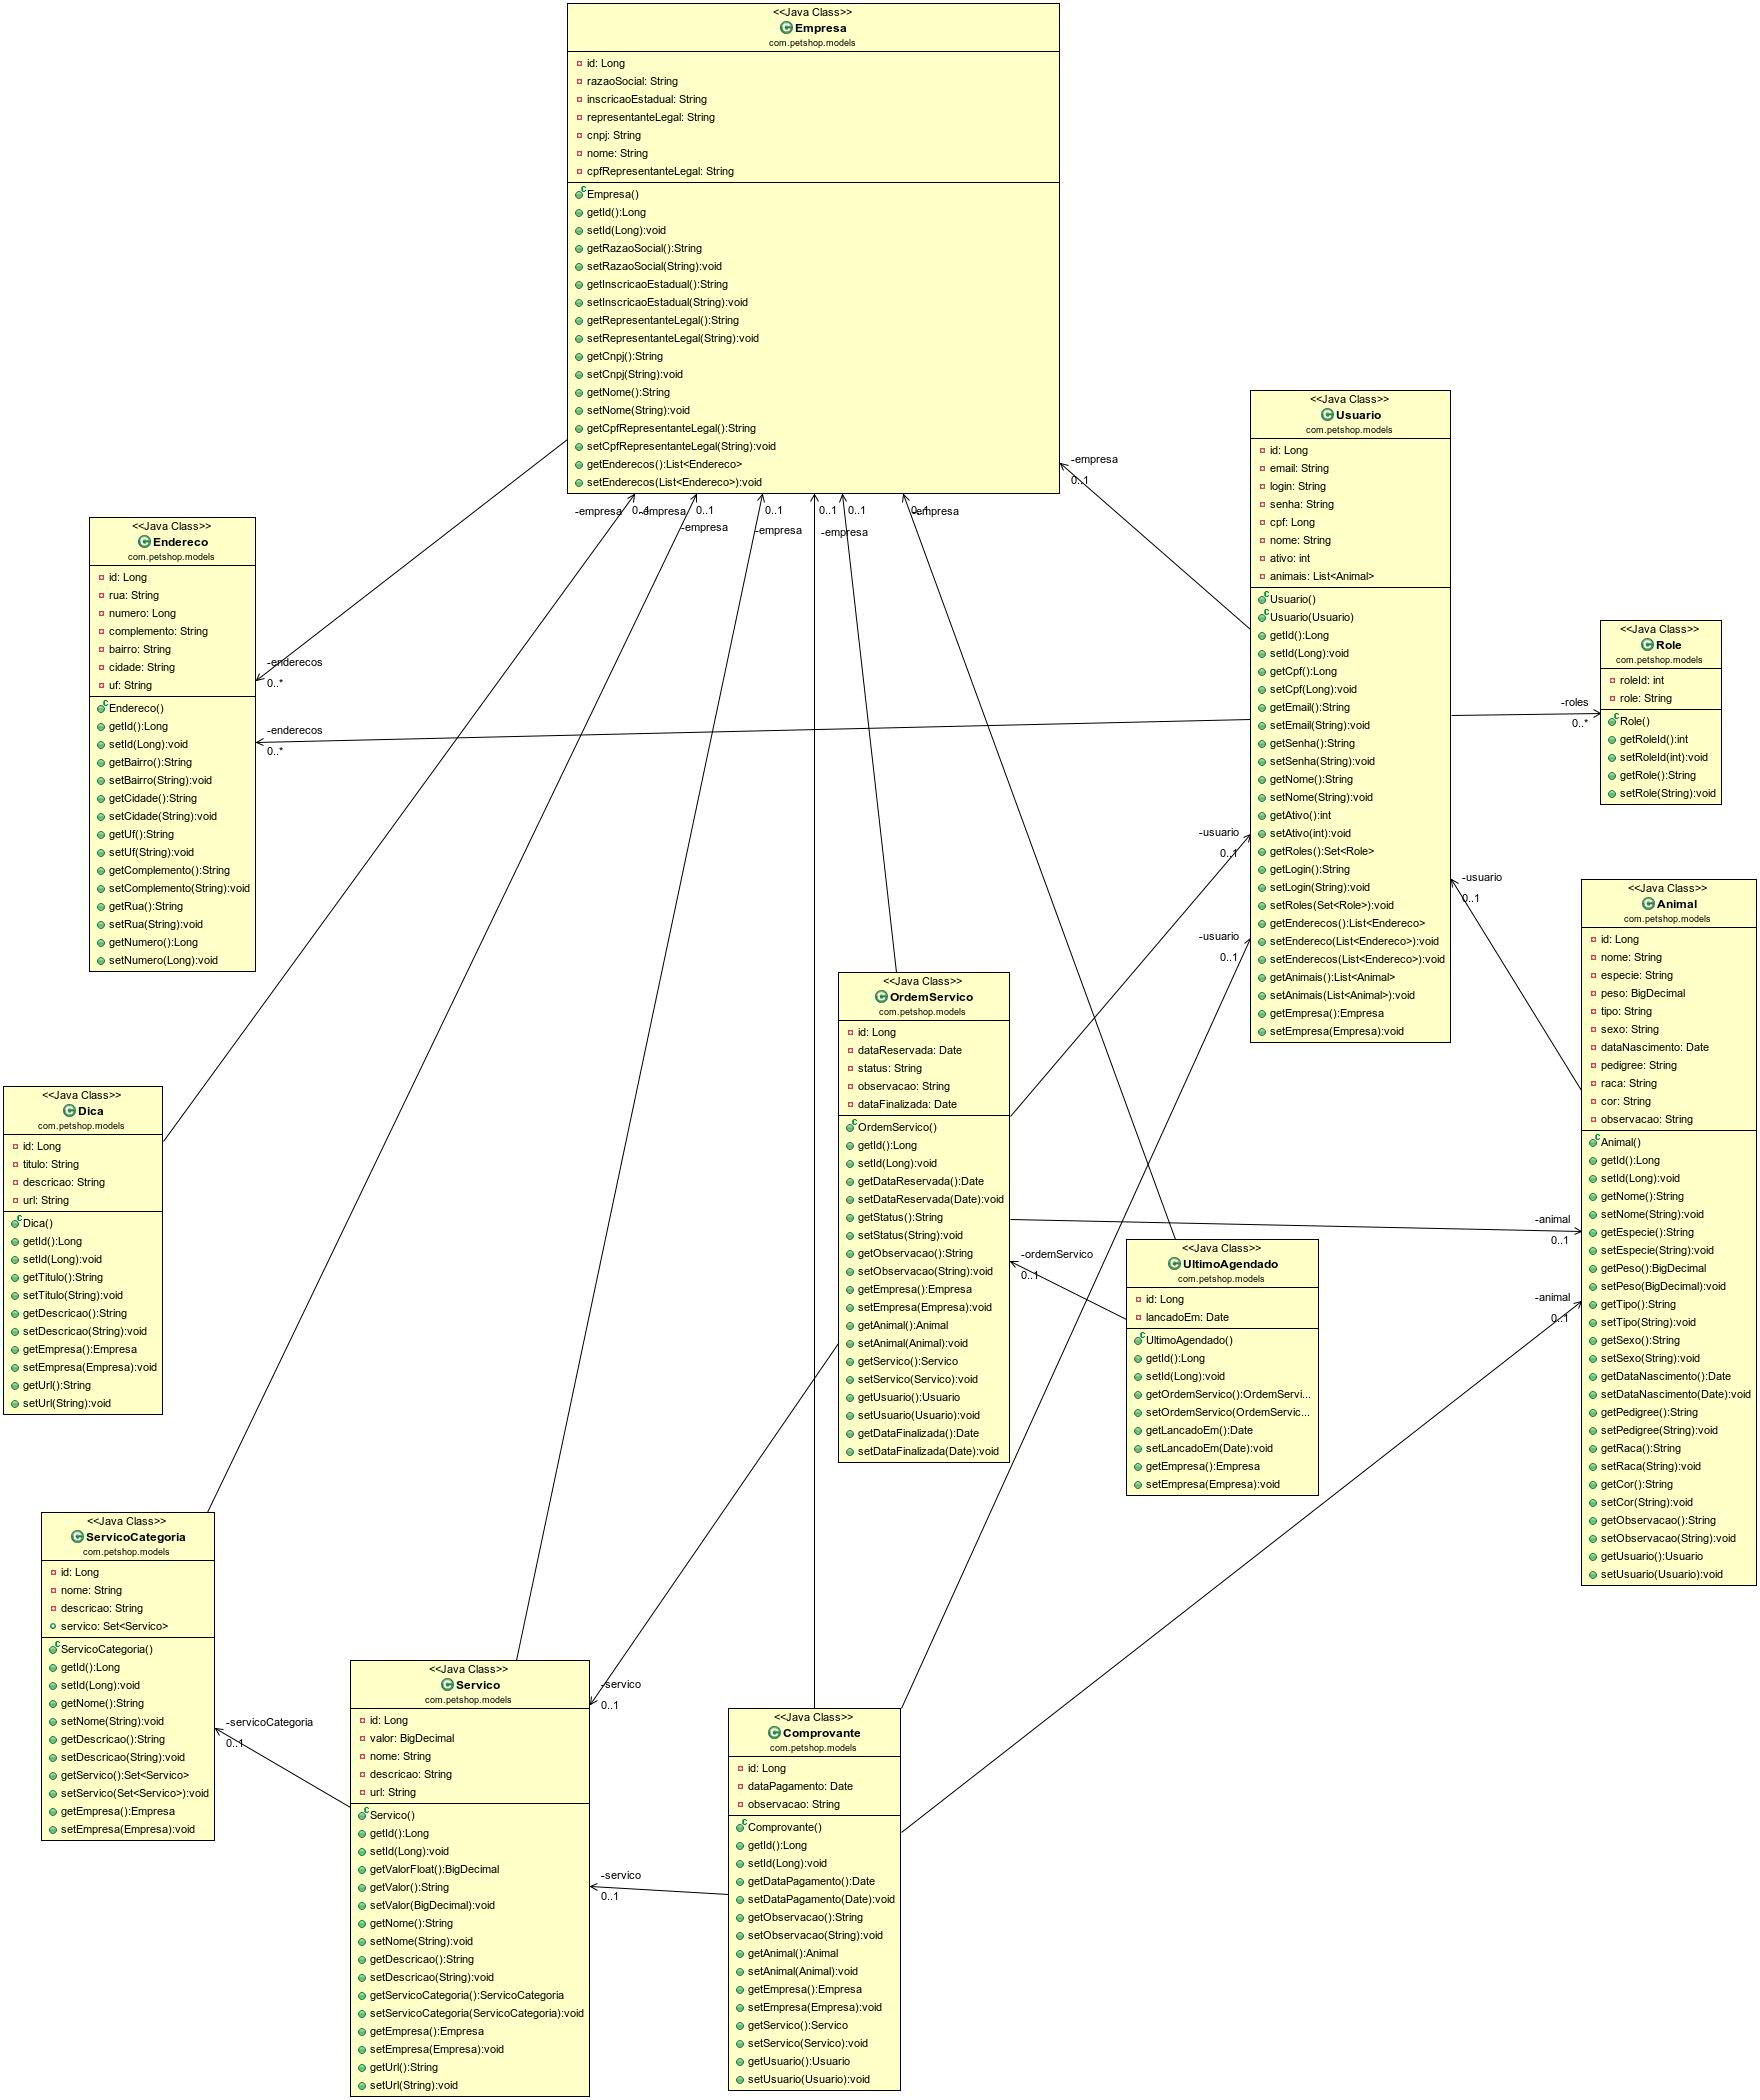 <<Java Class>>
Empresa
com.petshop.models
id: Long
razaoSocial: String
inscricaoEstadual: String
representanteLegal: String
cnpj: String
nome: String
cpfRepresentanteLegal: String
Empresa()
getId():Long
setId(Long):void
getRazaoSocial():String
setRazaoSocial(String):void
getInscricaoEstadual():String
setInscricaoEstadual(String):void
getRepresentanteLegal():String
setRepresentanteLegal(String):void
getCnpj():String
setCnpj(String):void
getNome():String
setNome(String):void
getCpfRepresentanteLegal():String
setCpfRepresentanteLegal(String):void
getEnderecos():List<Endereco>
setEnderecos(List<Endereco>):void
-empresa
0..1
-empresa
0..1
-empresa
0..1
-empresa
0..1
-empresa
0..1
0..1
-empresa
-empresa
0..1
<<Java Class>>
Usuario
com.petshop.models
id: Long
email: String
login: String
senha: String
cpf: Long
nome: String
ativo: int
animais: List<Animal>
Usuario()
Usuario(Usuario)
getId():Long
setId(Long):void
getCpf():Long
setCpf(Long):void
getEmail():String
setEmail(String):void
getSenha():String
setSenha(String):void
getNome():String
setNome(String):void
getAtivo():int
setAtivo(int):void
getRoles():Set<Role>
getLogin():String
setLogin(String):void
setRoles(Set<Role>):void
getEnderecos():List<Endereco>
setEndereco(List<Endereco>):void
setEnderecos(List<Endereco>):void
getAnimais():List<Animal>
setAnimais(List<Animal>):void
getEmpresa():Empresa
setEmpresa(Empresa):void
<<Java Class>>
Endereco
com.petshop.models
id: Long
rua: String
numero: Long
complemento: String
bairro: String
cidade: String
uf: String
Endereco()
getId():Long
setId(Long):void
getBairro():String
setBairro(String):void
getCidade():String
setCidade(String):void
getUf():String
setUf(String):void
getComplemento():String
setComplemento(String):void
getRua():String
setRua(String):void
getNumero():Long
setNumero(Long):void
-enderecos
0..*
-enderecos
0..*
<<Java Class>>
Role
com.petshop.models
roleId: int
role: String
Role()
getRoleId():int
setRoleId(int):void
getRole():String
setRole(String):void
-roles
0..*
-usuario
0..1
-usuario
0..1
-usuario
0..1
<<Java Class>>
Animal
com.petshop.models
id: Long
nome: String
especie: String
peso: BigDecimal
tipo: String
sexo: String
dataNascimento: Date
pedigree: String
raca: String
cor: String
observacao: String
Animal()
getId():Long
setId(Long):void
getNome():String
setNome(String):void
getEspecie():String
setEspecie(String):void
getPeso():BigDecimal
setPeso(BigDecimal):void
getTipo():String
setTipo(String):void
getSexo():String
setSexo(String):void
getDataNascimento():Date
setDataNascimento(Date):void
getPedigree():String
setPedigree(String):void
getRaca():String
setRaca(String):void
getCor():String
setCor(String):void
getObservacao():String
setObservacao(String):void
getUsuario():Usuario
setUsuario(Usuario):void
<<Java Class>>
OrdemServico
com.petshop.models
id: Long
dataReservada: Date
status: String
observacao: String
dataFinalizada: Date
OrdemServico()
getId():Long
setId(Long):void
getDataReservada():Date
setDataReservada(Date):void
getStatus():String
setStatus(String):void
getObservacao():String
setObservacao(String):void
getEmpresa():Empresa
setEmpresa(Empresa):void
getAnimal():Animal
setAnimal(Animal):void
getServico():Servico
setServico(Servico):void
getUsuario():Usuario
setUsuario(Usuario):void
getDataFinalizada():Date
setDataFinalizada(Date):void
-animal
0..1
-animal
0..1
-ordemServico
0..1
<<Java Class>>
Dica
com.petshop.models
id: Long
titulo: String
descricao: String
url: String
Dica()
getId():Long
setId(Long):void
getTitulo():String
setTitulo(String):void
getDescricao():String
setDescricao(String):void
getEmpresa():Empresa
setEmpresa(Empresa):void
getUrl():String
setUrl(String):void
<<Java Class>>
UltimoAgendado
com.petshop.models
id: Long
lancadoEm: Date
UltimoAgendado()
getId():Long
setId(Long):void
getOrdemServico():OrdemServi...
setOrdemServico(OrdemServic...
getLancadoEm():Date
setLancadoEm(Date):void
getEmpresa():Empresa
setEmpresa(Empresa):void
<<Java Class>>
ServicoCategoria
com.petshop.models
id: Long
nome: String
descricao: String
servico: Set<Servico>
ServicoCategoria()
getId():Long
setId(Long):void
getNome():String
setNome(String):void
getDescricao():String
setDescricao(String):void
getServico():Set<Servico>
setServico(Set<Servico>):void
getEmpresa():Empresa
setEmpresa(Empresa):void
-servicoCategoria
0..1
<<Java Class>>
Servico
com.petshop.models
id: Long
valor: BigDecimal
nome: String
descricao: String
url: String
Servico()
getId():Long
setId(Long):void
getValorFloat():BigDecimal
getValor():String
setValor(BigDecimal):void
getNome():String
setNome(String):void
getDescricao():String
setDescricao(String):void
getServicoCategoria():ServicoCategoria
setServicoCategoria(ServicoCategoria):void
getEmpresa():Empresa
setEmpresa(Empresa):void
getUrl():String
setUrl(String):void
-servico
0..1
-servico
0..1
<<Java Class>>
Comprovante
com.petshop.models
id: Long
dataPagamento: Date
observacao: String
Comprovante()
getId():Long
setId(Long):void
getDataPagamento():Date
setDataPagamento(Date):void
getObservacao():String
setObservacao(String):void
getAnimal():Animal
setAnimal(Animal):void
getEmpresa():Empresa
setEmpresa(Empresa):void
getServico():Servico
setServico(Servico):void
getUsuario():Usuario
setUsuario(Usuario):void